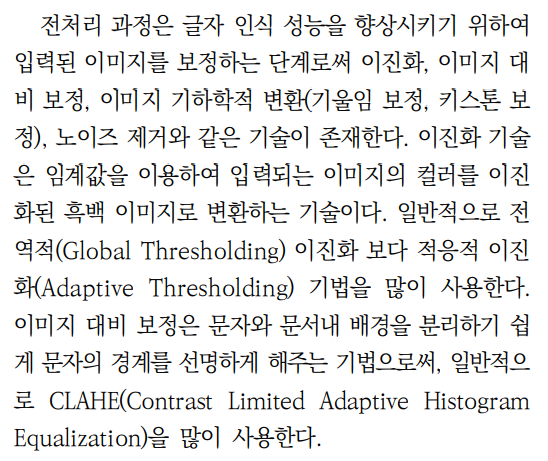 전처리 과정은 글자 인식 성능을 향상시키기 위하여
입력된 이미지를 보정하는 단계로써 이진화, 이미지 대
비 보정, 이미지 기하학적 변환(기울임 보정, 키스톤 보
정), 노이즈 제거와 같은 기술이 존재한다. 이진화 기술
은 임계값을 이용하여 입력되는 이미지의 컬러를 이진
화된 흑백 이미지로 변환하는 기술이다. 일반적으로 전
역적(Global Thresholding) 이진화 보다 적응적 이진
화(Adaptive Thresholding) 기법을 많이 사용한다.
이미지 대비 보정은 문자와 문서내 배경을 분리하기 쉽
게 문자의 경계를 선명하게 해주는 기법으로써, 일반적으
로 CLAHE(Contrast Limited Adaptive Histogram
Equalization)을 많이 사용한다.